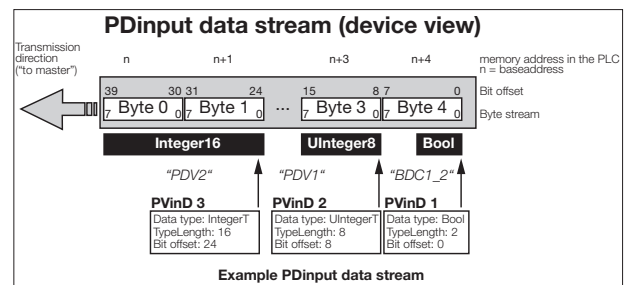 PDinput data stream (device view)
Transmission
direction
("to master")
n n+1 n+3 n+4 memory address in the PLC
n = baseaddress
39 30 31 24 15 8 7 0 Bit offset
7 Byte 0 0 7 Byte 1 0 ... 7 Byte 3 0 7 Byte 4 0 Byte stream
Integer16 UInteger8 Bool
“PDV2“ “PDV1“ “BDC1_2“
PVinD 3 PVinD 2 PVinD 1
Data type: IntegerT Data type: UIntegerT Data type: Bool
TypeLength: 16 TypeLength: 8 TypeLength: 2
Bit offset: 24 Bit offset: 8 Bit offset: 0
Example PDinput data stream